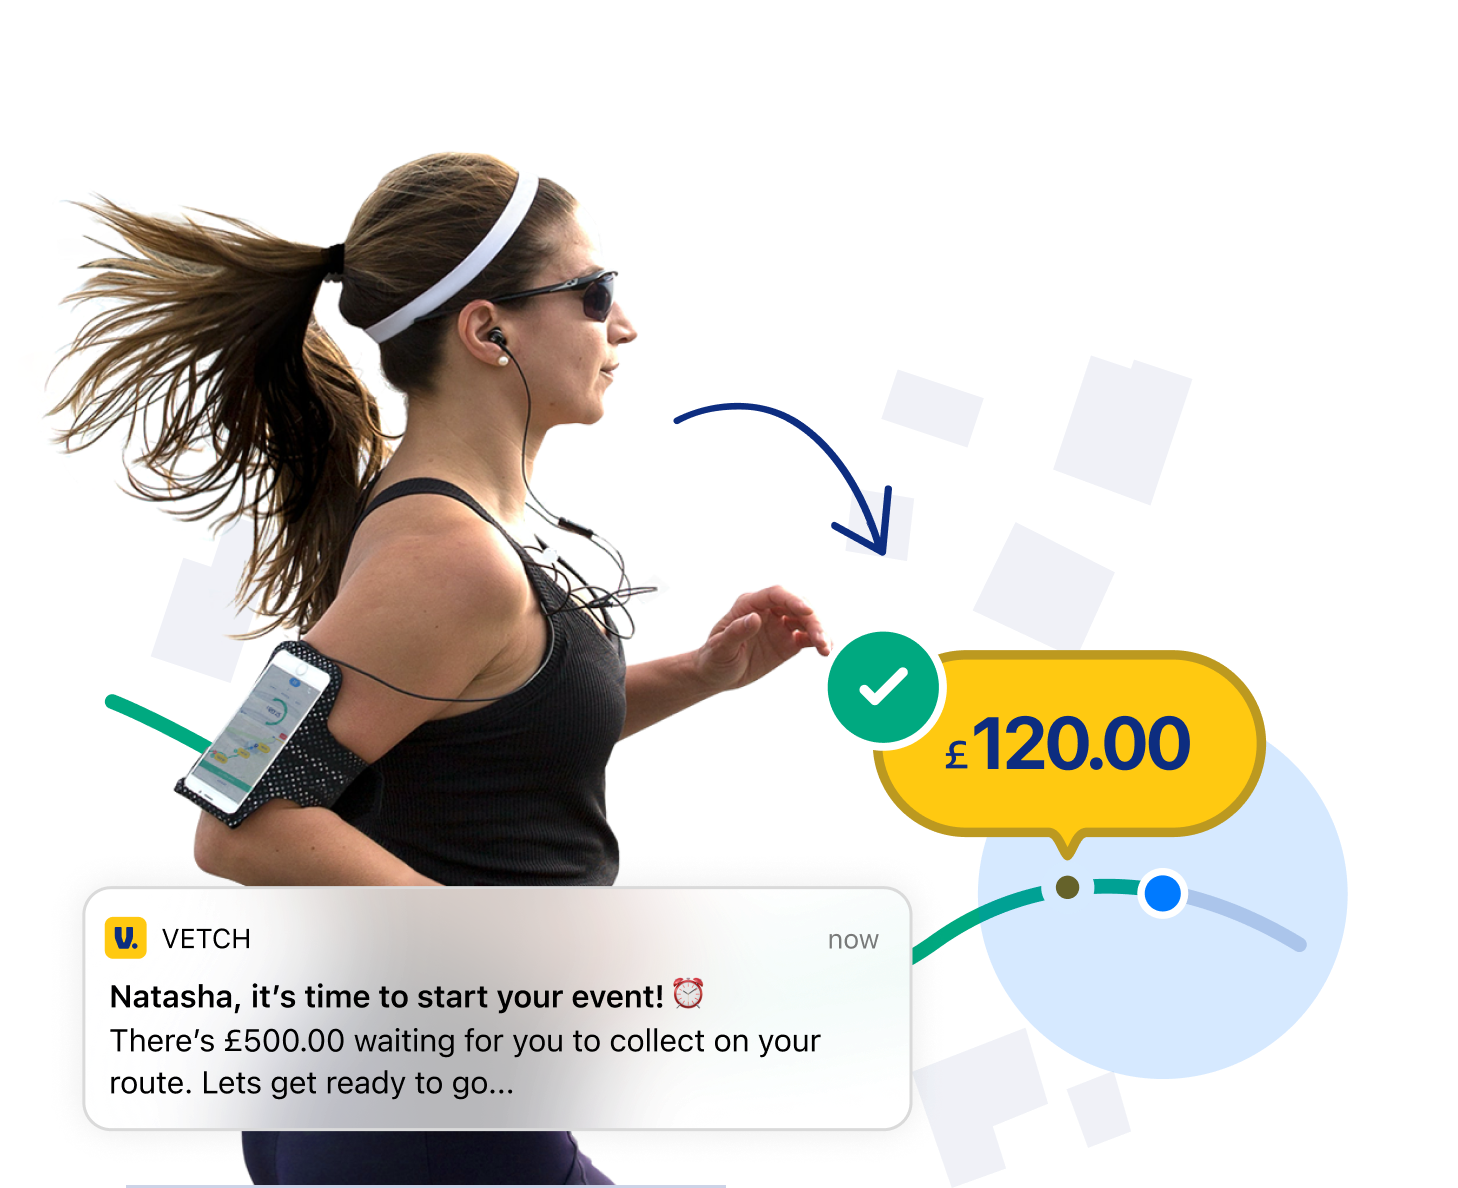 £120.00
V. VETCH now
Natasha, it’s time to start your event! ⏰
There’s £500.00 waiting for you to collect on your
route. Lets get ready to go...